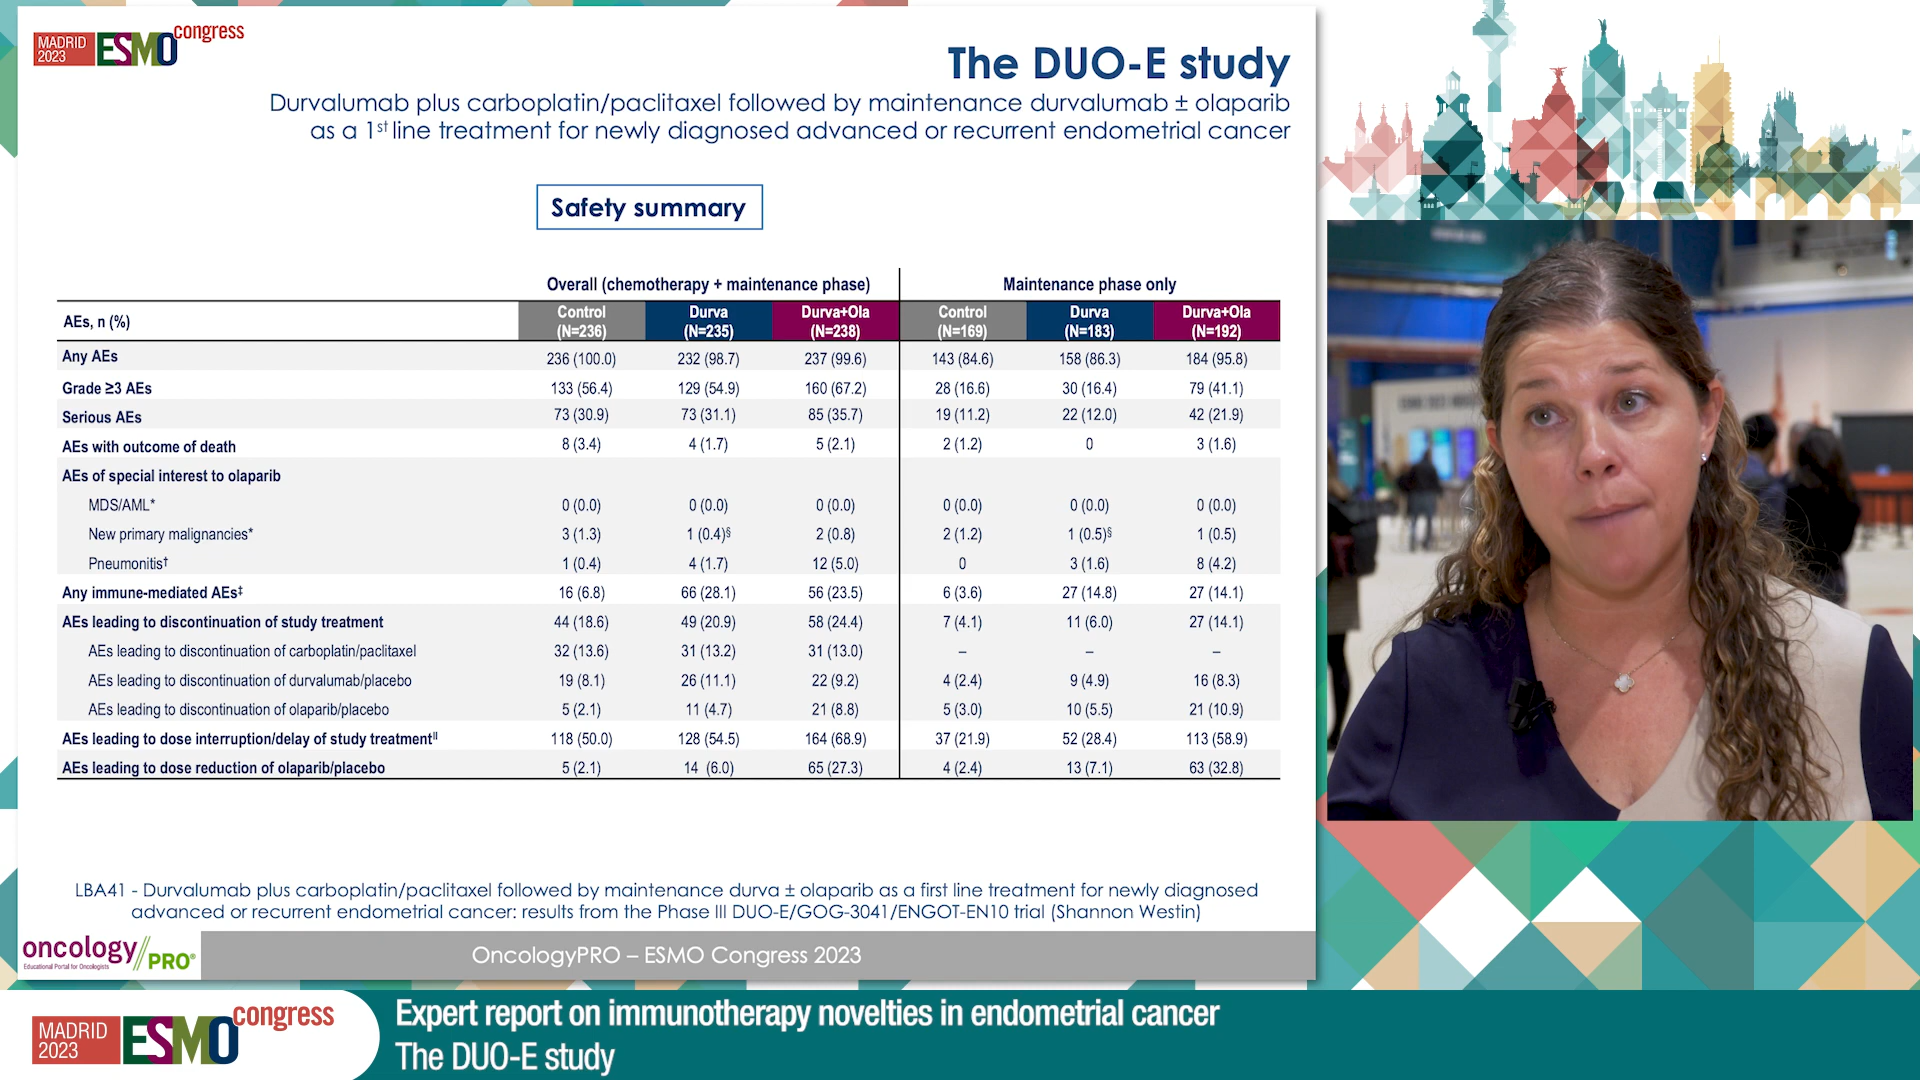 MADRID
2023
ESMO
congress
The DUO-E study
Durvalumab plus carboplatin/paclitaxel followed by maintenance durvalumab ± olaparib
as a 1st line treatment for newly diagnosed advanced or recurrent endometrial cancer
Safety summary
Overall (chemotherapy + maintenance phase) Maintenance phase only
AEs, n (%) Control (N=236) Durva (N=235) Durva+Ola (N=238) Control (N=169) Durva (N=183) Durva+Ola (N=192)
Any AEs 236 (100.0) 232 (98.7) 237 (99.6) 143 (84.6) 158 (86.3) 184 (95.8)
Grade ≥3 AEs 133 (56.4) 129 (54.9) 160 (67.2) 28 (16.6) 30 (16.4) 79 (41.1)
Serious AEs 73 (30.9) 73 (31.1) 85 (35.7) 19 (11.2) 22 (12.0) 42 (21.9)
AEs with outcome of death 8 (3.4) 4 (1.7) 5 (2.1) 2 (1.2) 0 3 (1.6)
AEs of special interest to olaparib
MDS/AML* 0 (0.0) 0 (0.0) 0 (0.0) 0 (0.0) 0 (0.0) 0 (0.0)
New primary malignancies* 3 (1.3) 1 (0.4)§ 2 (0.8) 2 (1.2) 1 (0.5)§ 1 (0.5)
Pneumonitis† 1 (0.4) 4 (1.7) 12 (5.0) 0 3 (1.6) 8 (4.2)
Any immune-mediated AEs‡ 16 (6.8) 66 (28.1) 56 (23.5) 6 (3.6) 27 (14.8) 27 (14.1)
AEs leading to discontinuation of study treatment 44 (18.6) 49 (20.9) 58 (24.4) 7 (4.1) 11 (6.0) 27 (14.1)
AEs leading to discontinuation of carboplatin/paclitaxel 32 (13.6) 31 (13.2) 31 (13.0) – – –
AEs leading to discontinuation of durvalumab/placebo 19 (8.1) 26 (11.1) 22 (9.2) 4 (2.4) 9 (4.9) 16 (8.3)
AEs leading to discontinuation of olaparib/placebo 5 (2.1) 11 (4.7) 21 (8.8) 5 (3.0) 10 (5.5) 21 (10.9)
AEs leading to dose interruption/delay of study treatment‖ 118 (50.0) 128 (54.5) 164 (68.9) 37 (21.9) 52 (28.4) 113 (58.9)
AEs leading to dose reduction of olaparib/placebo 5 (2.1) 14 (6.0) 65 (27.3) 4 (2.4) 13 (7.1) 63 (32.8)
LBA41 - Durvalumab plus carboplatin/paclitaxel followed by maintenance durva ± olaparib as a first line treatment for newly diagnosed
advanced or recurrent endometrial cancer: results from the Phase III DUO-E/GOG-3041/ENGOT-EN10 trial (Shannon Westin)
oncology//PRO®
Educational Portal for Oncologists
OncologyPRO – ESMO Congress 2023
MADRID
2023
ESMO
congress
Expert report on immunotherapy novelties in endometrial cancer
The DUO-E study